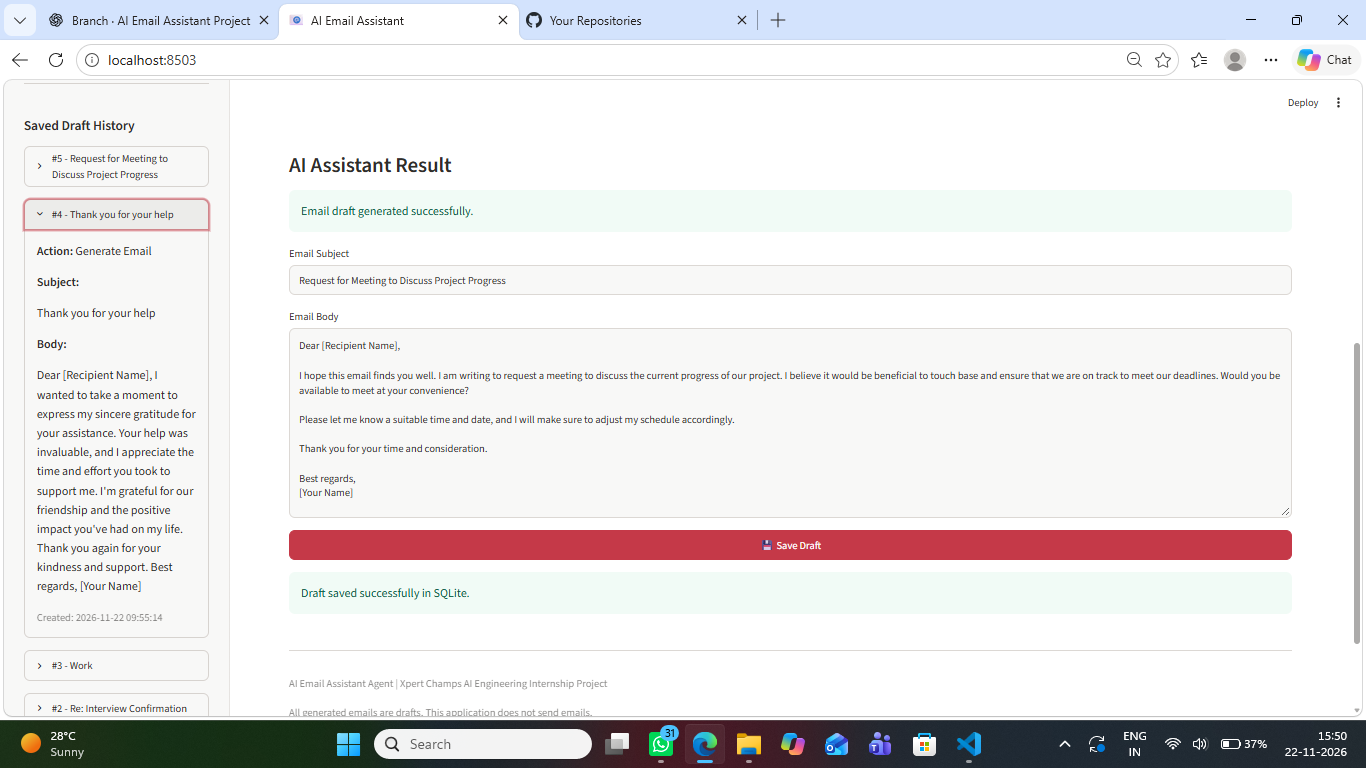 Branch · AI Email Assistant Project
AI Email Assistant
Your Repositories
localhost:8503
Chat
Deploy
Saved Draft History
#5 - Request for Meeting to
Discuss Project Progress
#4 - Thank you for your help
Action: Generate Email
Subject:
Thank you for your help
Body:
Dear [Recipient Name], I
wanted to take a moment to
express my sincere gratitude for
your assistance. Your help was
invaluable, and I appreciate the
time and effort you took to
support me. I'm grateful for our
friendship and the positive
impact you've had on my life.
Thank you again for your
kindness and support. Best
regards, [Your Name]
Created: 2026-11-22 09:55:14
#3 - Work
#2 - Re: Interview Confirmation
AI Assistant Result
Email draft generated successfully.
Email Subject
Request for Meeting to Discuss Project Progress
Email Body
Dear [Recipient Name],
I hope this email finds you well. I am writing to request a meeting to discuss the current progress of our project. I believe it would be beneficial to touch base and ensure that we are on track to meet our deadlines. Would you be
available to meet at your convenience?
Please let me know a suitable time and date, and I will make sure to adjust my schedule accordingly.
Thank you for your time and consideration.
Best regards,
[Your Name]
💾 Save Draft
Draft saved successfully in SQLite.
AI Email Assistant Agent | Xpert Champs AI Engineering Internship Project
All generated emails are drafts. This application does not send emails.
28°C
Sunny
Search
31
ENG
IN
37%
15:50
22-11-2026